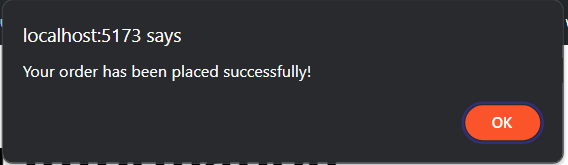 localhost:5173 says
Your order has been placed successfully!
OK